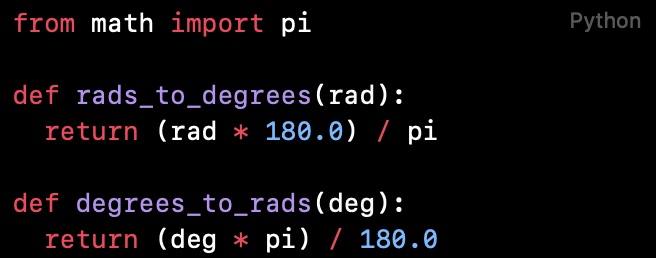 from math import pi
Python
def rads_to_degrees(rad):
  return (rad * 180.0) / pi
def degrees_to_rads(deg):
  return (deg * pi) / 180.0